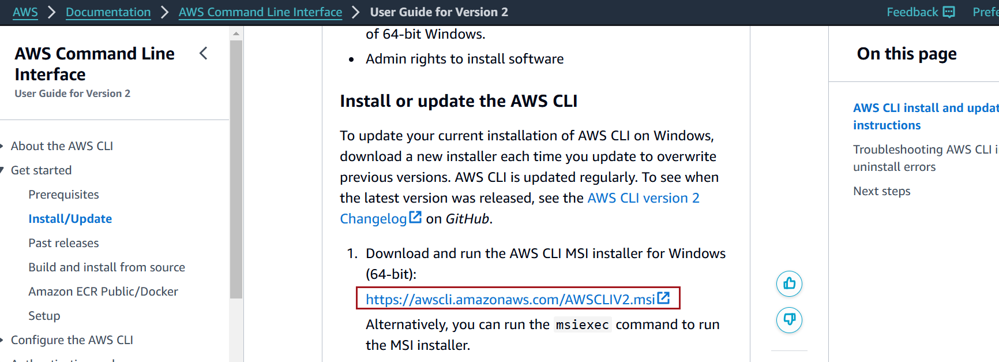 AWS > Documentation > AWS Command Line Interface > User Guide for Version 2
Feedback
AWS Command Line
Interface
User Guide for Version 2
About the AWS CLI
Get started
Prerequisites
Install/Update
Past releases
Build and install from source
Amazon ECR Public/Docker
Setup
Configure the AWS CLI
of 64-bit Windows.
• Admin rights to install software
Install or update the AWS CLI
To update your current installation of AWS CLI on Windows,
download a new installer each time you update to overwrite
previous versions. AWS CLI is updated regularly. To see when
the latest version was released, see the AWS CLI version 2
Changelog on GitHub.
1. Download and run the AWS CLI MSI installer for Windows
(64-bit):
https://awscli.amazonaws.com/AWSCLIV2.msi
Alternatively, you can run the msiexec command to run
the MSI installer.
On this page
AWS CLI install and updat
instructions
Troubleshooting AWS CLI i
uninstall errors
Next steps